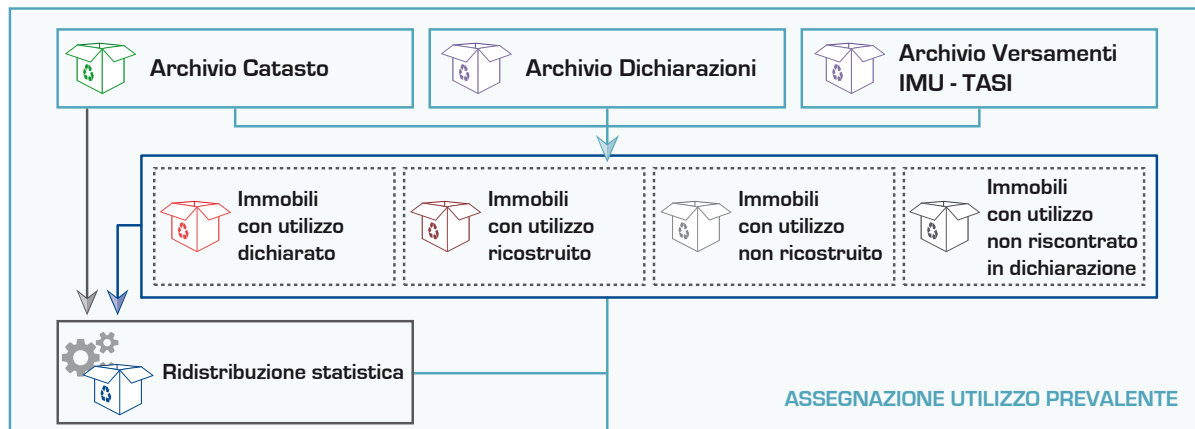 Archivio Catasto
Archivio Dichiarazioni
Archivio Versamenti
IMU - TASI
Immobili
con utilizzo
dichiarato
Immobili
con utilizzo
ricostruito
Immobili
con utilizzo
non ricostruito
Immobili
con utilizzo
non riscontrato
in dichiarazione
Ridistribuzione statistica
ASSEGNAZIONE UTILIZZO PREVALENTE